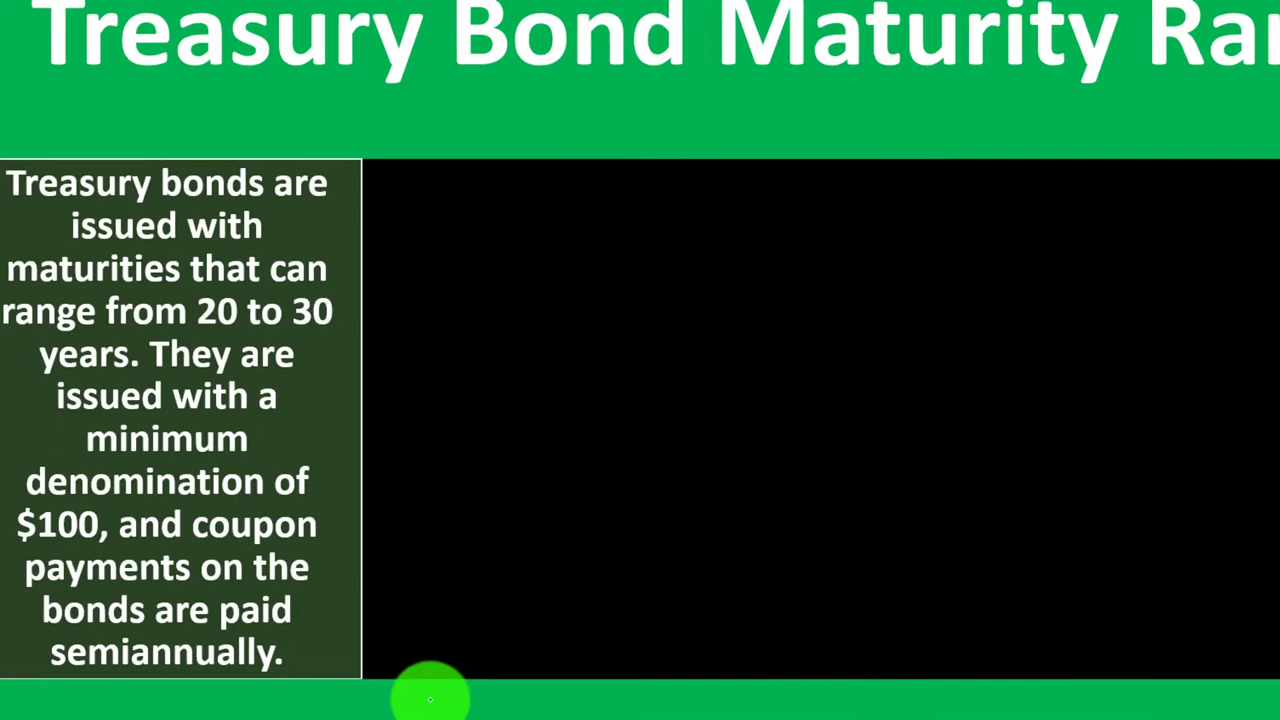 Treasury Bond Maturity Ra
Treasury bonds are
issued with
maturities that can
range from 20 to 30
years. They are
issued with a
minimum
denomination of
$100, and coupon
payments on the
bonds are paid
semiannually.